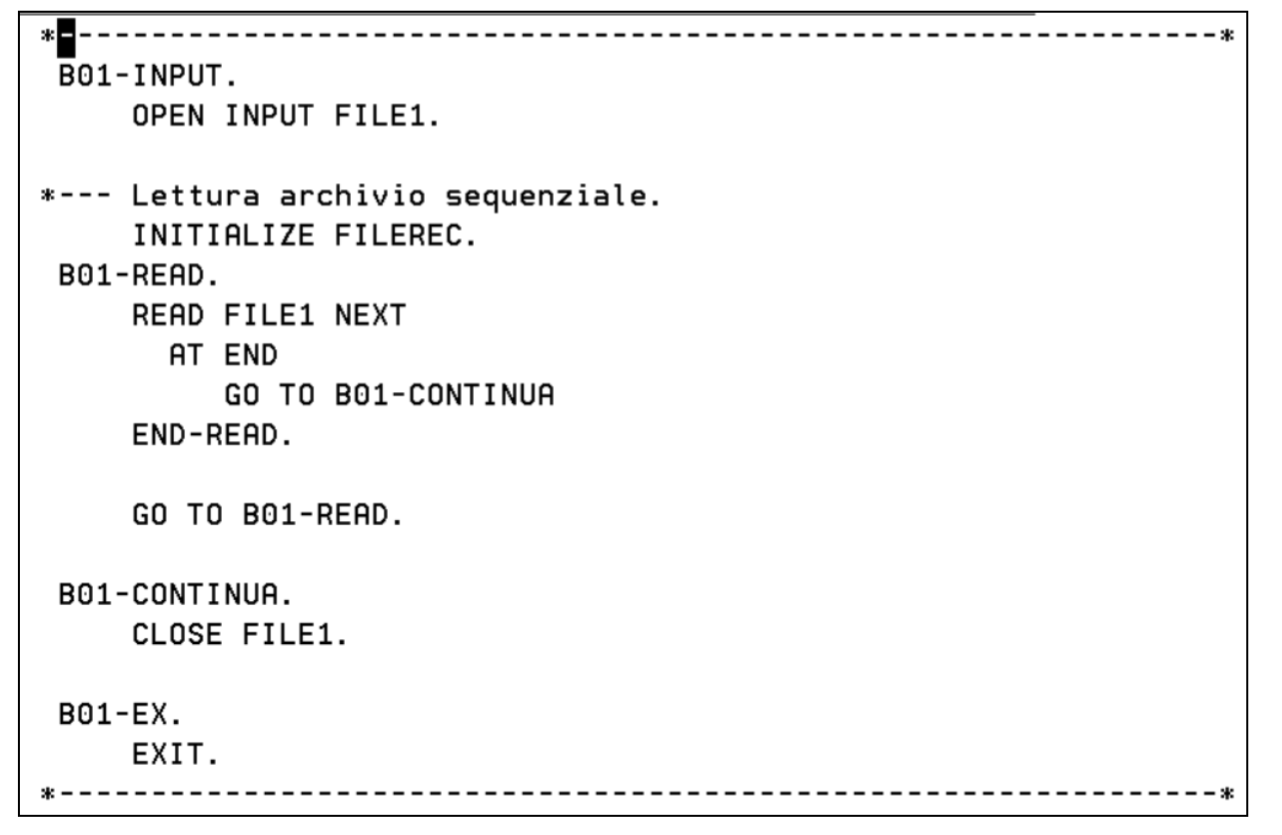 *----------------------------------------------------------------*
 B01-INPUT.
     OPEN INPUT FILE1.

*--- Lettura archivio sequenziale.
     INITIALIZE FILEREC.
 B01-READ.
     READ FILE1 NEXT
       AT END
          GO TO B01-CONTINUA
     END-READ.

     GO TO B01-READ.

 B01-CONTINUA.
     CLOSE FILE1.

 B01-EX.
     EXIT.
*----------------------------------------------------------------*